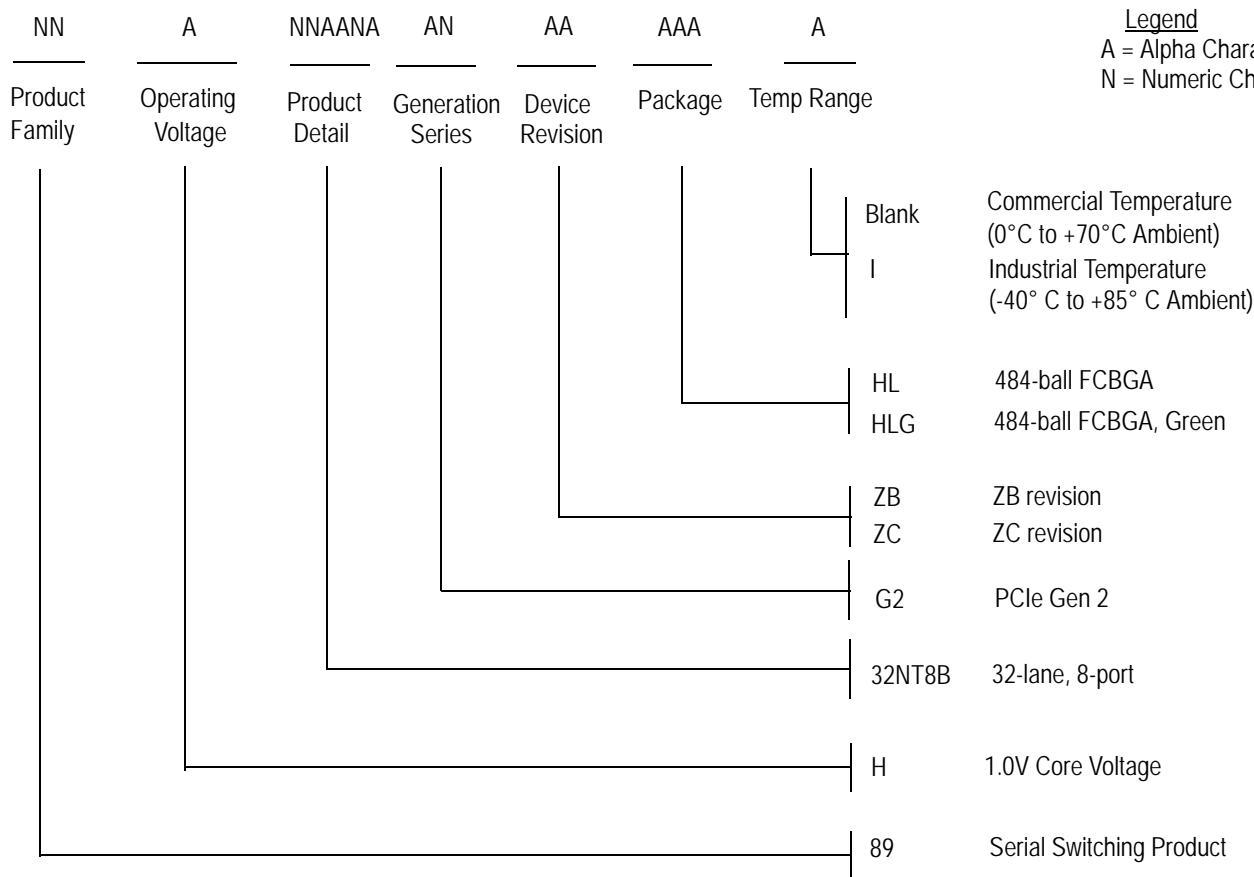 NN A NNAANA AN AA AAA A
Legend
A = Alpha Chara
N = Numeric Ch
Product Family
Operating Voltage
Product Detail
Generation Series
Device Revision
Package
Temp Range
Blank Commercial Temperature
(0°C to +70°C Ambient)
I Industrial Temperature
(-40° C to +85° C Ambient)
HL 484-ball FCBGA
HLG 484-ball FCBGA, Green
ZB ZB revision
ZC ZC revision
G2 PCIe Gen 2
32NT8B 32-lane, 8-port
H 1.0V Core Voltage
89 Serial Switching Product